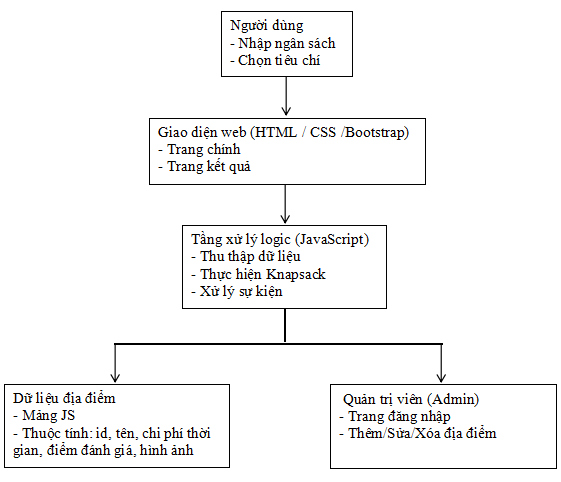 Người dùng
- Nhập ngân sách
- Chọn tiêu chí
Giao diện web (HTML / CSS /Bootstrap)
- Trang chính
- Trang kết quả
Tầng xử lý logic (JavaScript)
- Thu thập dữ liệu
- Thực hiện Knapsack
- Xử lý sự kiện
Dữ liệu địa điểm
- Mảng JS
- Thuộc tính: id, tên, chi phí thời
gian, điểm đánh giá, hình ảnh
Quản trị viên (Admin)
- Trang đăng nhập
- Thêm/Sửa/Xóa địa điểm